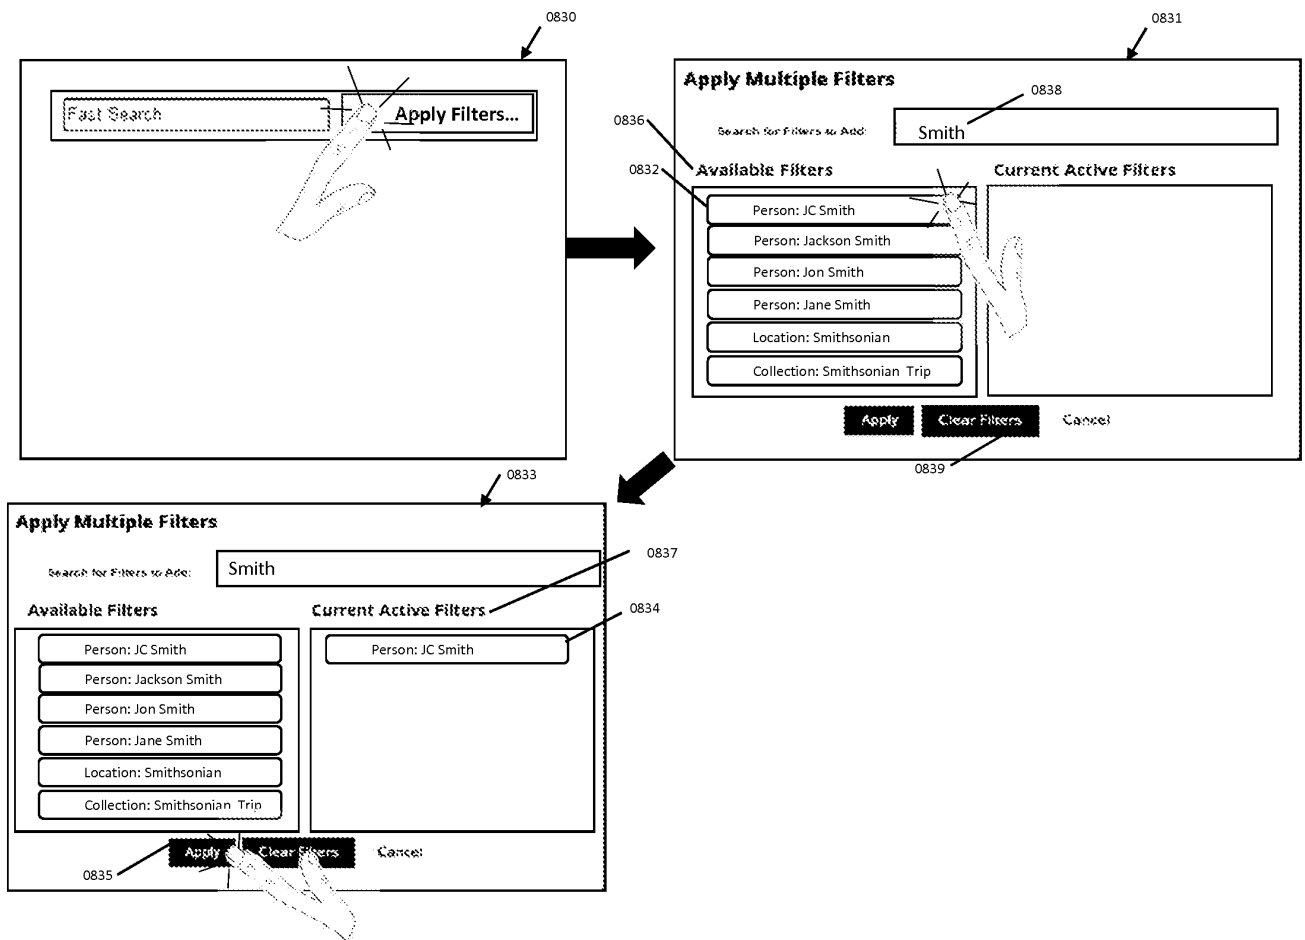 0830
Fast Search
Apply Filters...
0831
Apply Multiple Filters
0838
Search for Filters to Add:
Smith
0836
Available Filters
Current Active Filters
0832
Person: JC Smith
Person: Jackson Smith
Person: Jon Smith
Person: Jane Smith
Location: Smithsonian
Collection: Smithsonian Trip
Apply
Clear Filters
Cancel
0839
0833
Apply Multiple Filters
Search for Filters to Add:
Smith
0837
Available Filters
Current Active Filters
0834
Person: JC Smith
Person: JC Smith
Person: Jackson Smith
Person: Jon Smith
Person: Jane Smith
Location: Smithsonian
Collection: Smithsonian Trip
Apply
Clear Filters
Cancel
0835